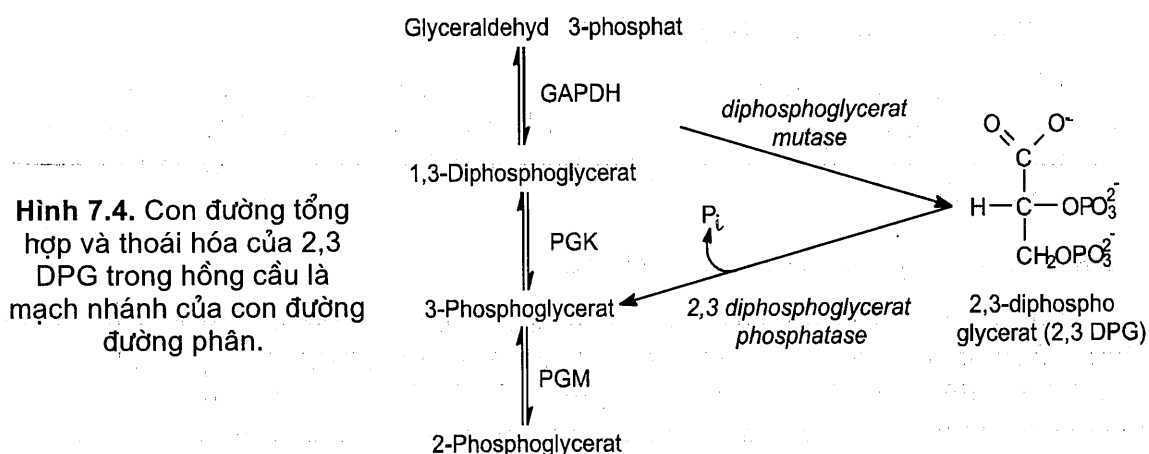 Glyceraldehyd 3-phosphat
GAPDH
diphosphoglycerat
mutase
1,3-Diphosphoglycerat
Hình 7.4. Con đường tổng
hợp và thoái hóa của 2,3
DPG trong hồng cầu là
mạch nhánh của con đường
đường phân.
PGK
Pi
3-Phosphoglycerat
2,3 diphosphoglycerat
phosphatase
PGM
2-Phosphoglycerat
O O-
C
H—C—OPO3 2-
CH2OPO3 2-
2,3-diphospho
glycerat (2,3 DPG)